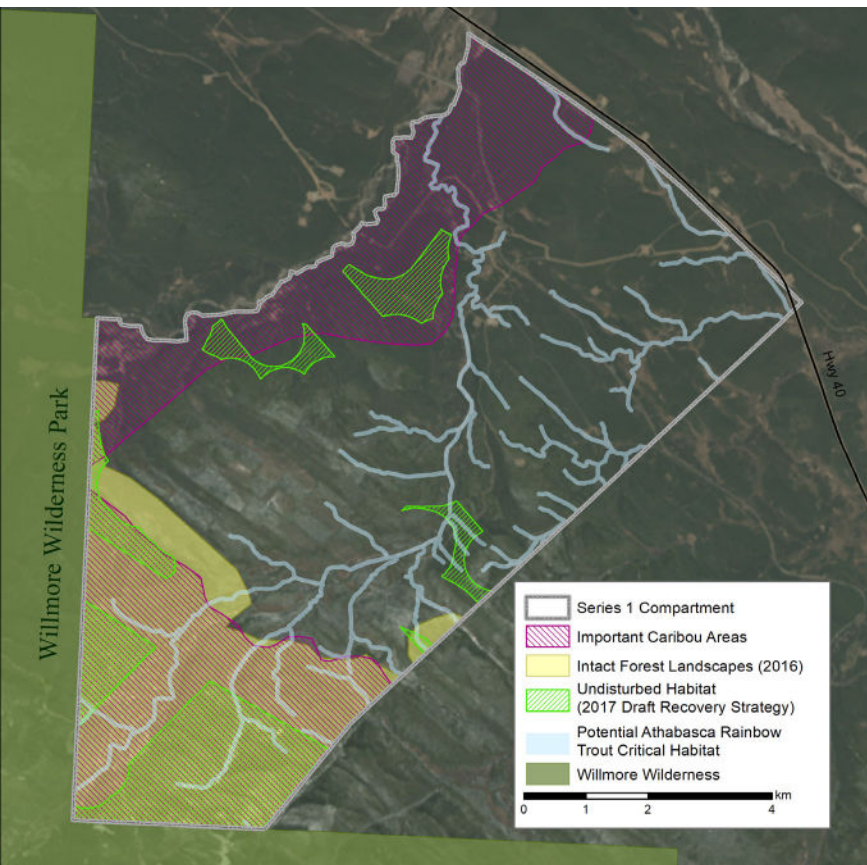 Willmore Wilderness Park
Hwy 40
Series 1 Compartment
Important Caribou Areas
Intact Forest Landscapes (2016)
Undisturbed Habitat
(2017 Draft Recovery Strategy)
Potential Athabasca Rainbow
Trout Critical Habitat
Willmore Wilderness
km
0 1 2 4